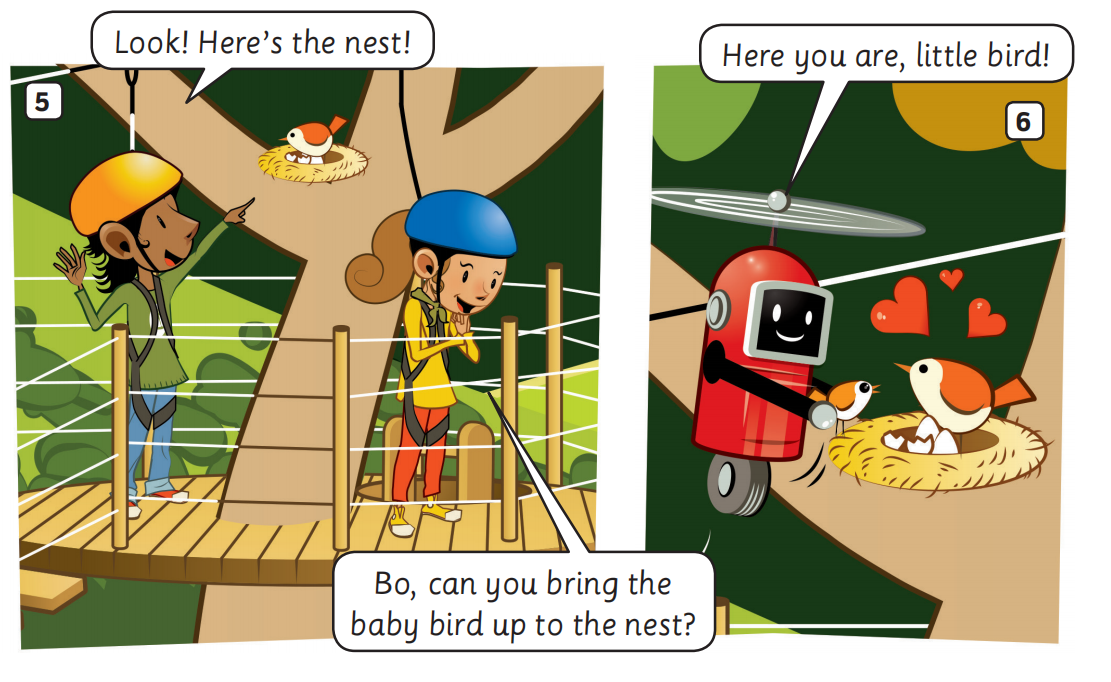 Look! Here's the nest!
5
Bo, can you bring the
baby bird up to the nest?
Here you are, little bird!
6